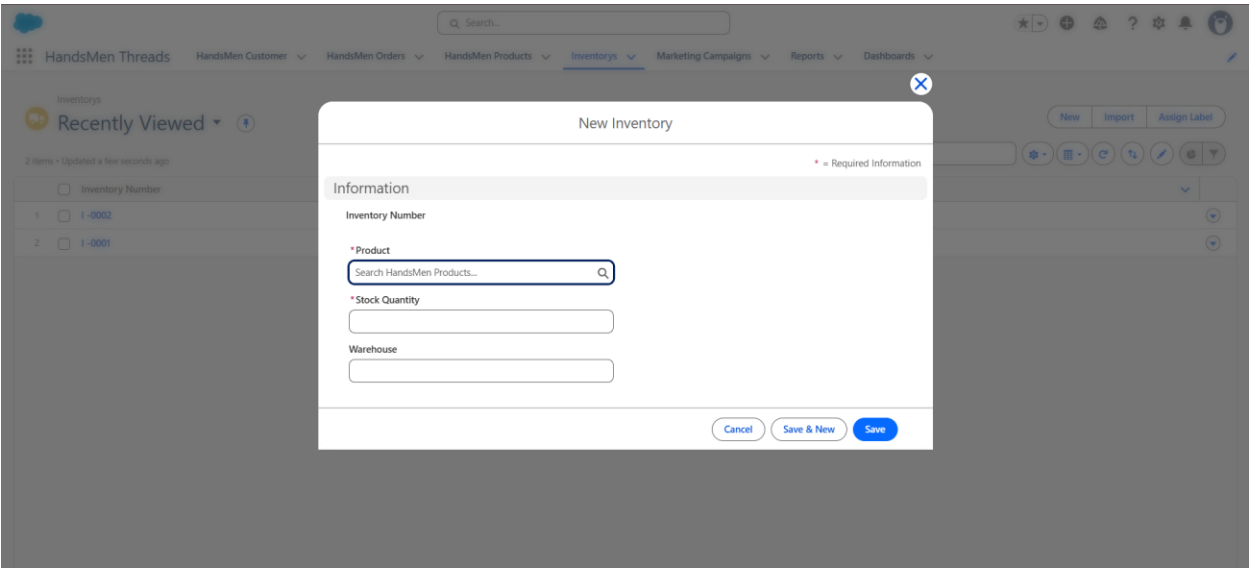 Search...
HandsMen Threads HandsMen Customer HandsMen Orders HandsMen Products Inventorys Marketing Campaigns Reports Dashboards
Inventorys
Recently Viewed
New Import Assign Label
2 items • Updated a few seconds ago
Inventory Number
1 I -0002
2 I -0001
New Inventory
* = Required Information
Information
Inventory Number
*Product
Search HandsMen Products...
*Stock Quantity
Warehouse
Cancel Save & New Save